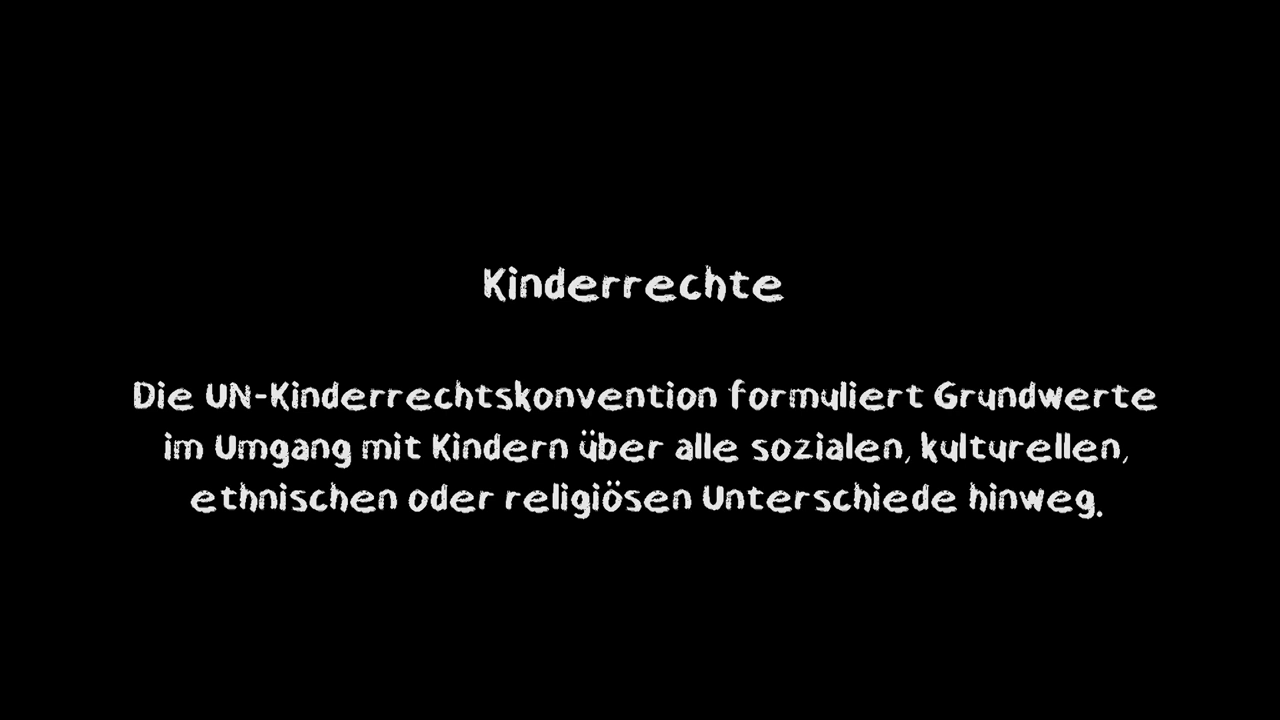 Kinderrechte
Die UN-Kinderrechtskonvention formuliert Grundwerte
im Umgang mit Kindern über alle sozialen, kulturellen,
ethnischen oder religiösen Unterschiede hinweg.